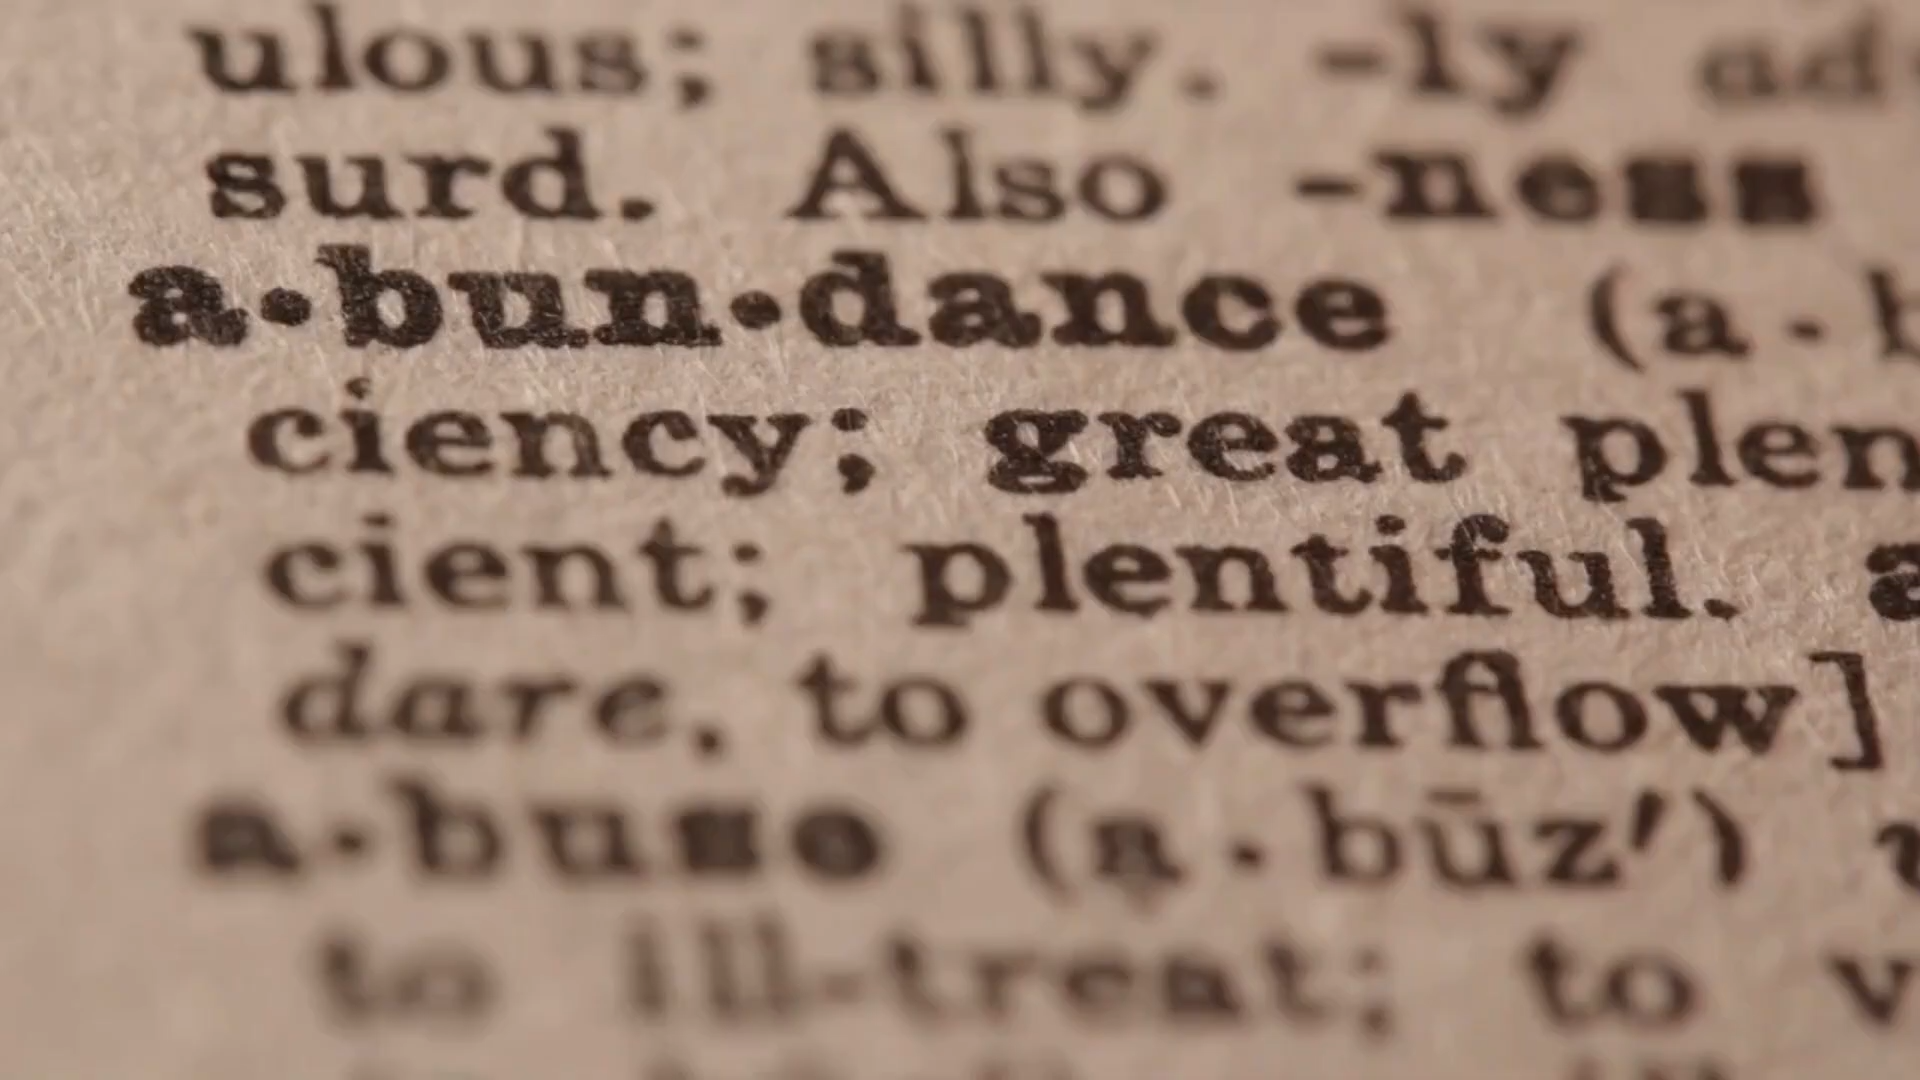 ulous; silly. -ly ad
surd. Also -ness
a·bun·dance (a·b
ciency; great plen
cient; plentiful. a
dare, to overflow]
a·buse (a·būz′) v
to ill-treat; to v